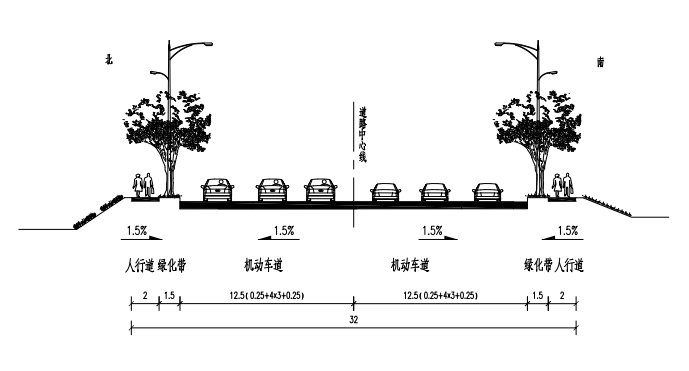 北
南
道路中心线
1.5%
1.5%
1.5%
1.5%
人行道 绿化带 机动车道 机动车道 绿化带 人行道
2 1.5 12.5(0.25+4x3+0.25) 12.5(0.25+4x3+0.25) 1.5 2
32